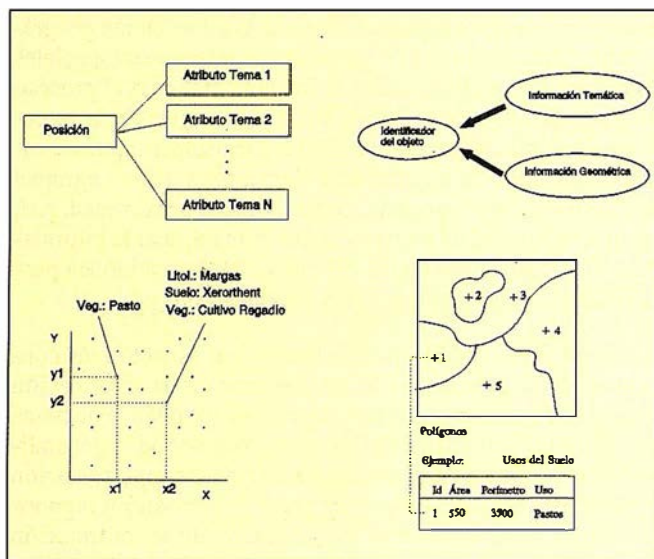 Atributo Tema 1
Posición
Atributo Tema 2
Atributo Tema N
Información Temática
Identificador
del objeto
Información Geométrica
Litol.: Margas
Suelo: Xerorthent
Veg.: Pasto
Veg.: Cultivo Regadio
Y
y1
y2
x1
x2
X
+2
+3
+4
+1
+5
Polígonos
Ejemplo:
Usos del Suelo
Id Área Perímetro Uso
1 550 3500 Pastos